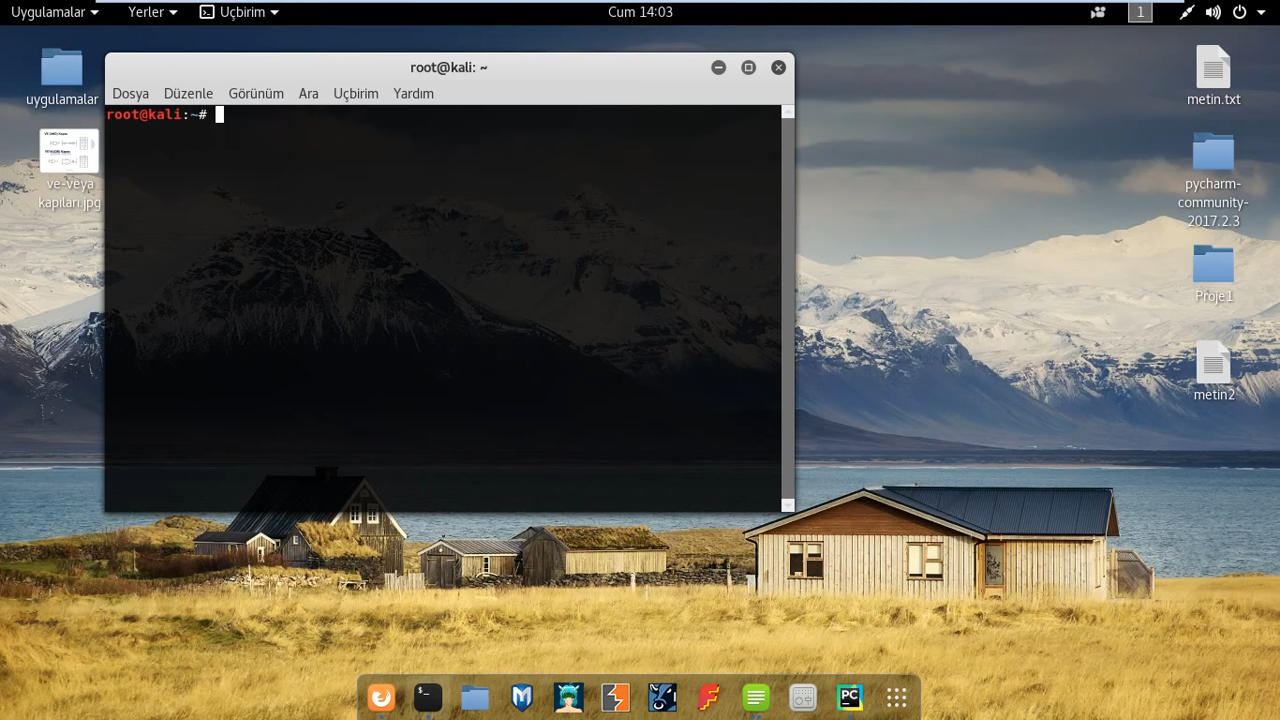 Uygulamalar
Yerler
Uçbirim
Cum 14:03
1
uygulamalar
ve-veya
kapıları.jpg
root@kali: ~
Dosya Düzenle Görünüm Ara Uçbirim Yardım
root@kali:~#
metin.txt
pycharm-
community-
2017.2.3
Proje1
metin2
$_
PC